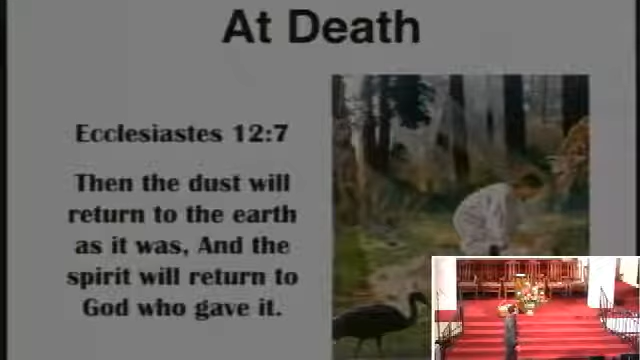 At Death
Ecclesiastes 12:7
Then the dust will
return to the earth
as it was, And the
spirit will return to
God who gave it.